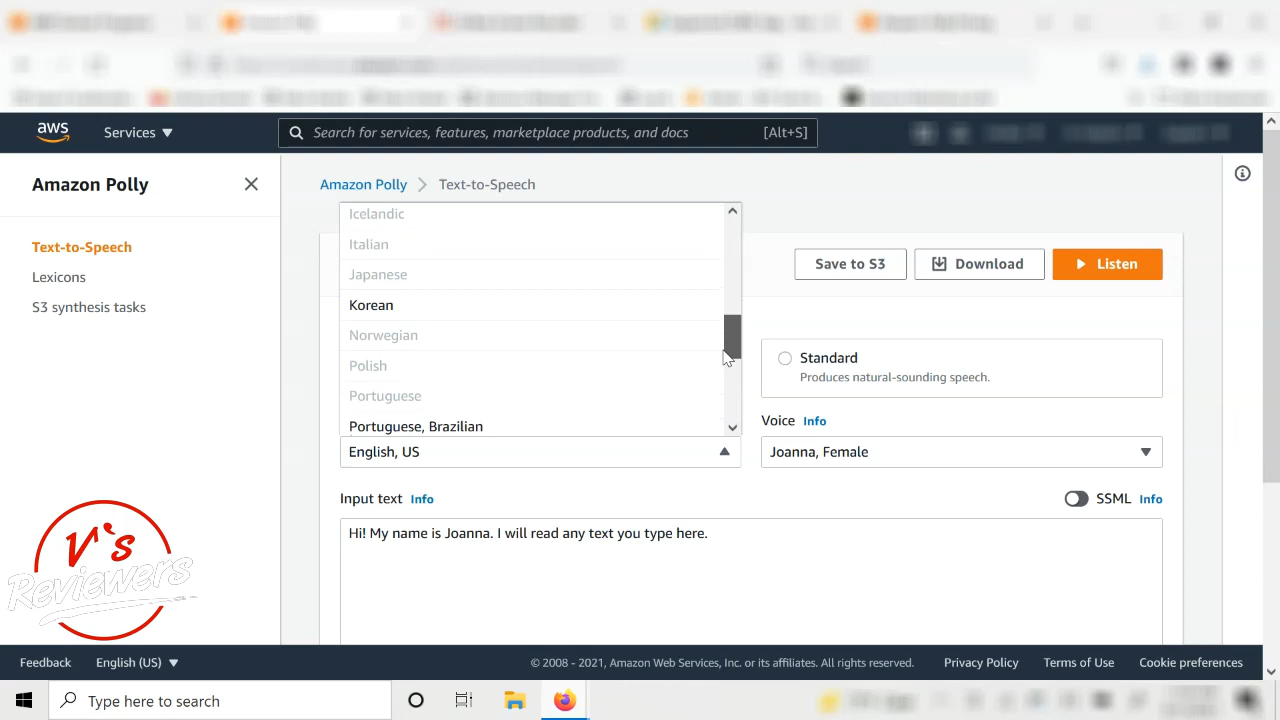 aws
Services
Search for services, features, marketplace products, and docs
[Alt+S]
Amazon Polly
Text-to-Speech
Lexicons
S3 synthesis tasks
Amazon Polly
Text-to-Speech
Icelandic
Italian
Japanese
Korean
Norwegian
Polish
Portuguese
Portuguese, Brazilian
English, US
Save to S3
Download
Listen
Standard
Produces natural-sounding speech.
Voice Info
Joanna, Female
Input text Info
SSML Info
Hi! My name is Joanna. I will read any text you type here.
V's
Reviewers
Feedback
English (US)
© 2008 - 2021, Amazon Web Services, Inc. or its affiliates. All rights reserved.
Privacy Policy
Terms of Use
Cookie preferences
Type here to search